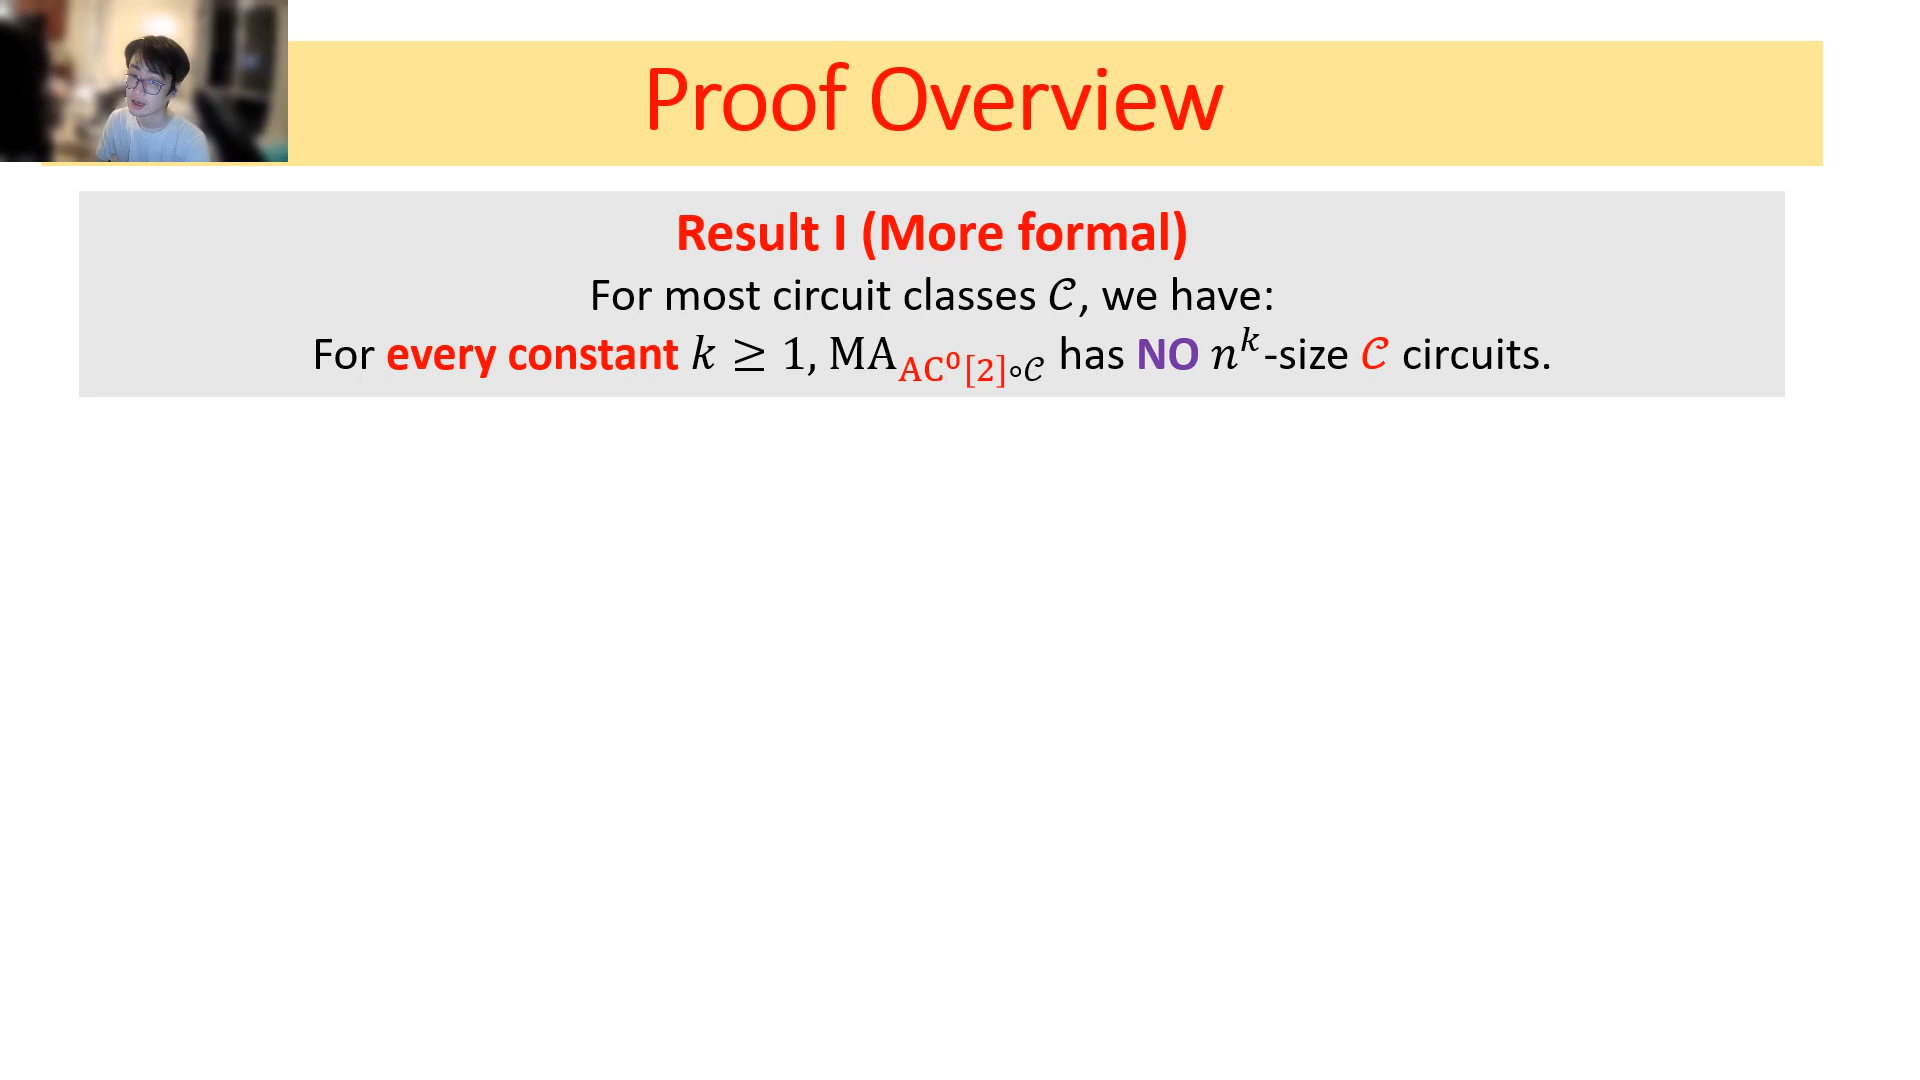 Proof Overview
Result I (More formal)
For most circuit classes 𝒞, we have:
For every constant k ≥ 1, MA_{AC⁰[2]∘𝒞} has NO n^k-size 𝒞 circuits.